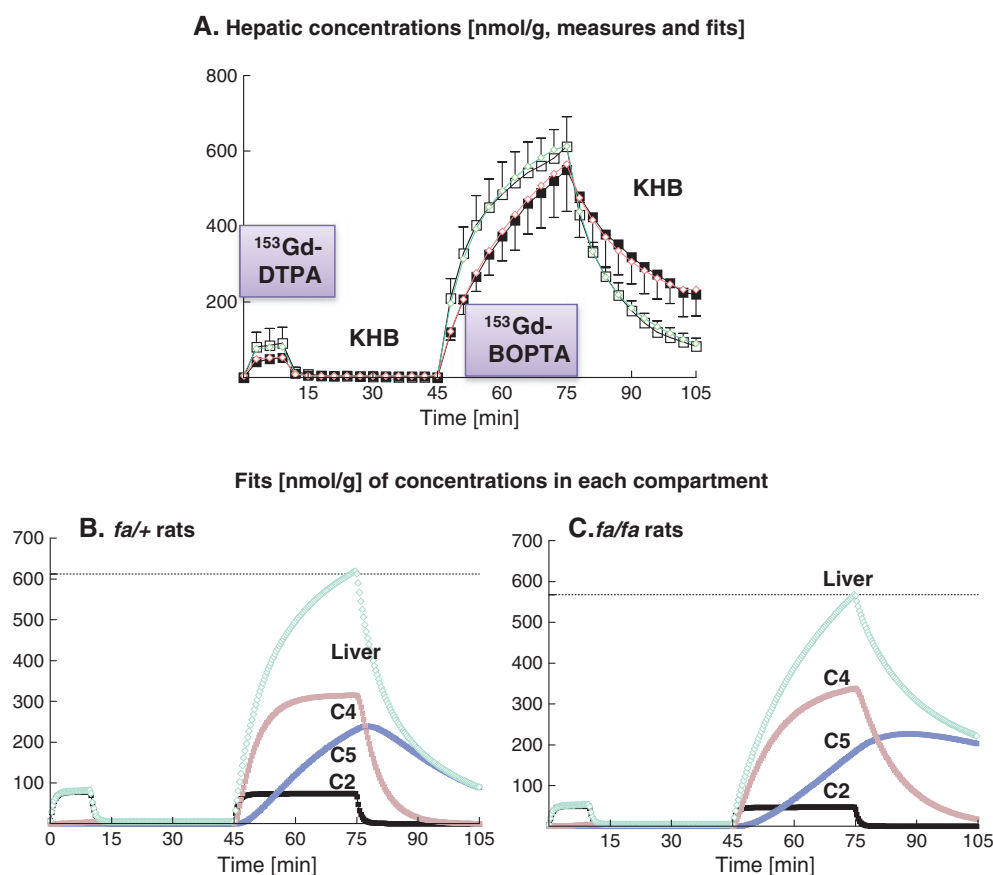 A. Hepatic concentrations [nmol/g, measures and fits]
800
600
400
200
153Gd-
DTPA
KHB
153Gd-
BOPTA
KHB
15 30 45 60 75 90 105
Time [min]
Fits [nmol/g] of concentrations in each compartment
B. fa/+ rats
700
600
500
400
300
200
100
Liver
C4
C5
C2
0 15 30 45 60 75 90 105
Time [min]
C. fa/fa rats
700
600
500
400
300
200
100
Liver
C4
C5
C2
15 30 45 60 75 90 105
Time [min]